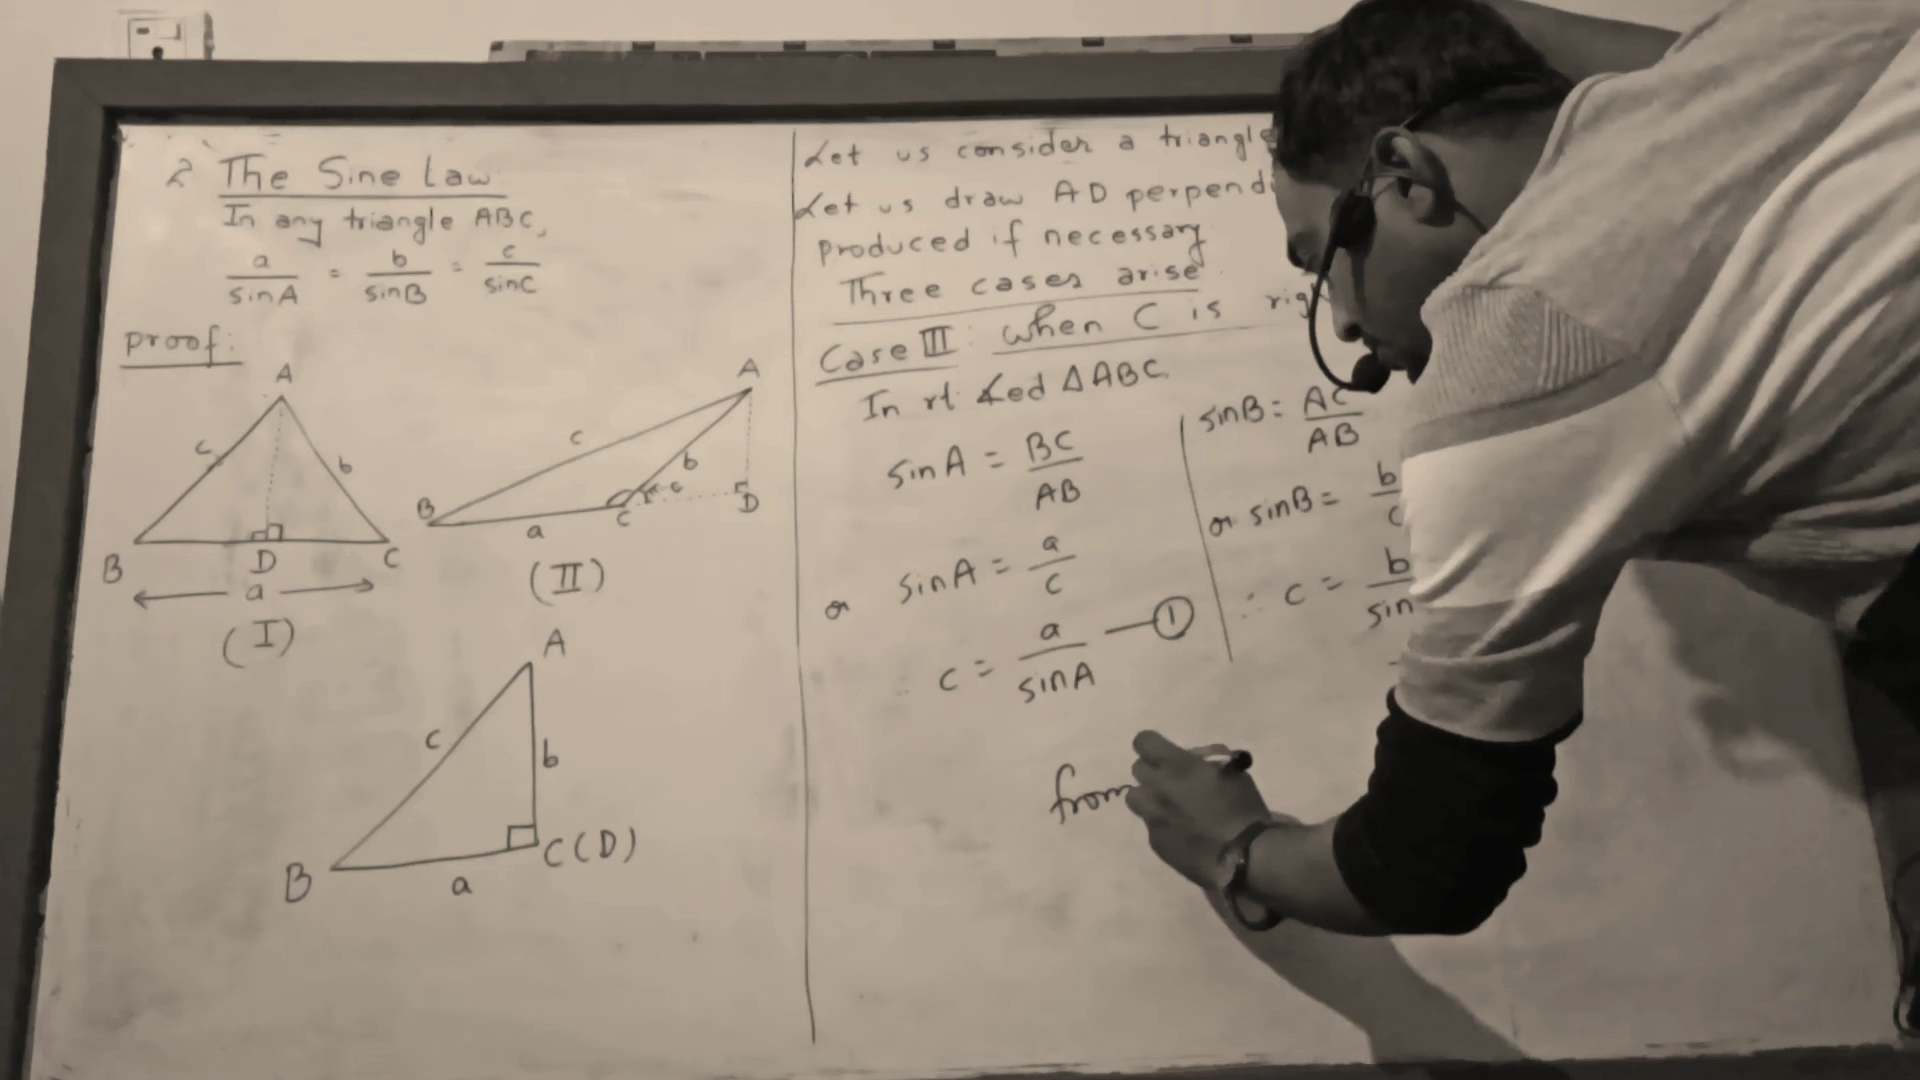 2 The Sine Law
In any triangle ABC,
a/sinA = b/sinB = c/sinC
Proof:
A
c
b
B
D
C
a
(I)
A
c
b
B
a
C
D
(II)
A
c
b
B
a
C(D)
Let us consider a triangle
Let us draw AD perpendi
produced if necessary
Three cases arise.
Case III: when C is rig
In rt ∡ed ΔABC
sinA = BC/AB
or sinA = a/c
c = a/sinA —①
sinB = AC/AB
or sinB = b/c
∴ c = b/sin
from